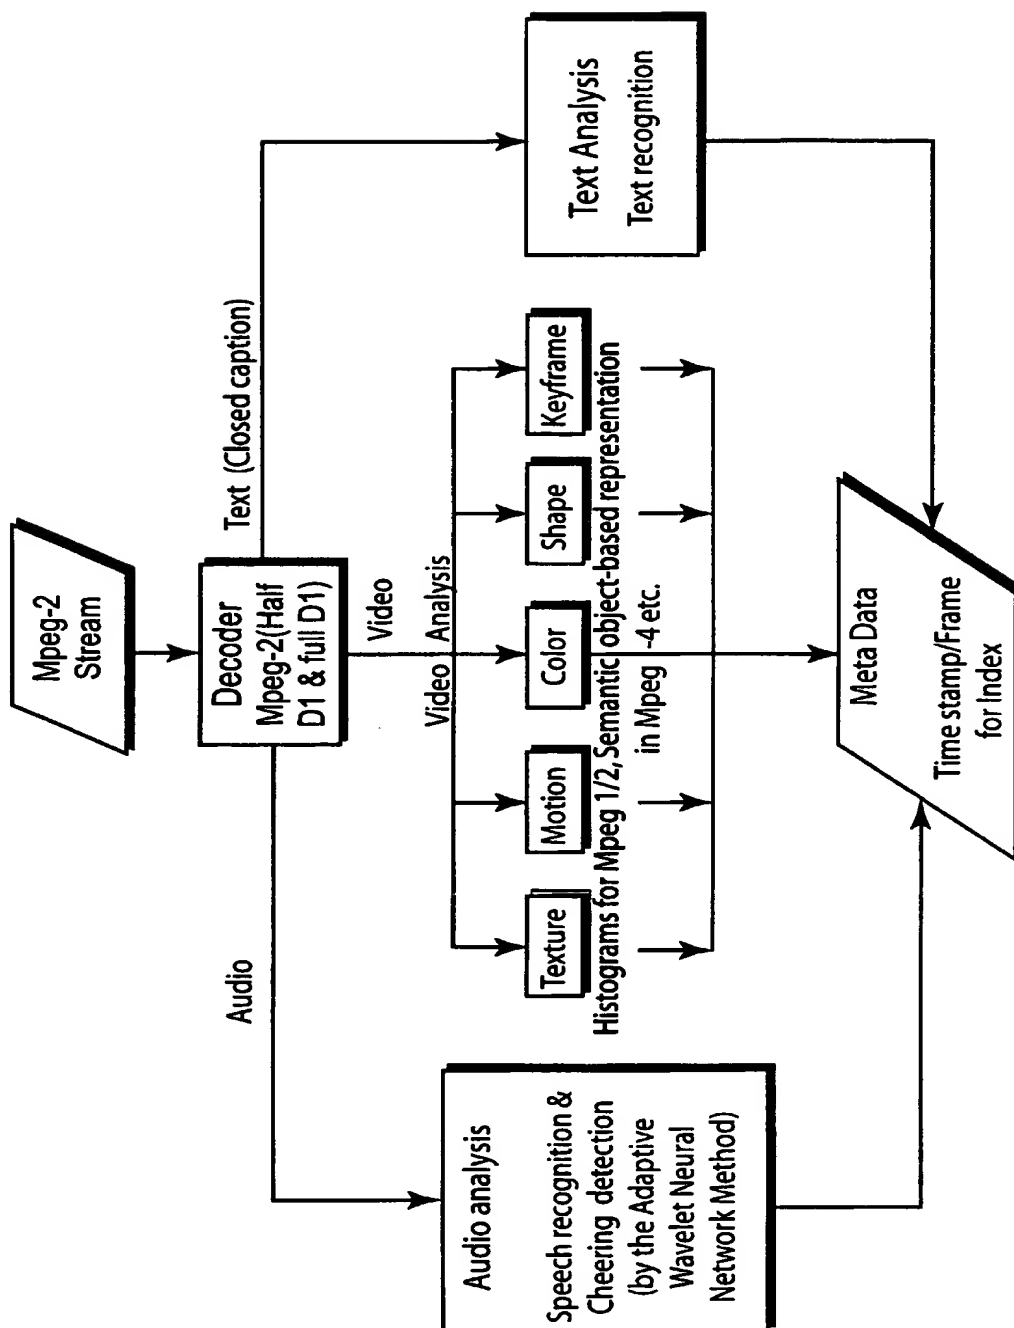 Mpeg-2
Stream
Decoder
Mpeg-2(Half
D1 & full D1)
Audio
Video
Text (Closed caption)
Video Analysis
Texture
Motion
Color
Shape
Keyframe
Histograms for Mpeg 1/2, Semantic object-based representation
in Mpeg -4 etc.
Audio analysis
Speech recognition &
Cheering detection
(by the Adaptive
Wavelet Neural
Network Method)
Text Analysis
Text recognition
Meta Data
Time stamp/Frame
for Index